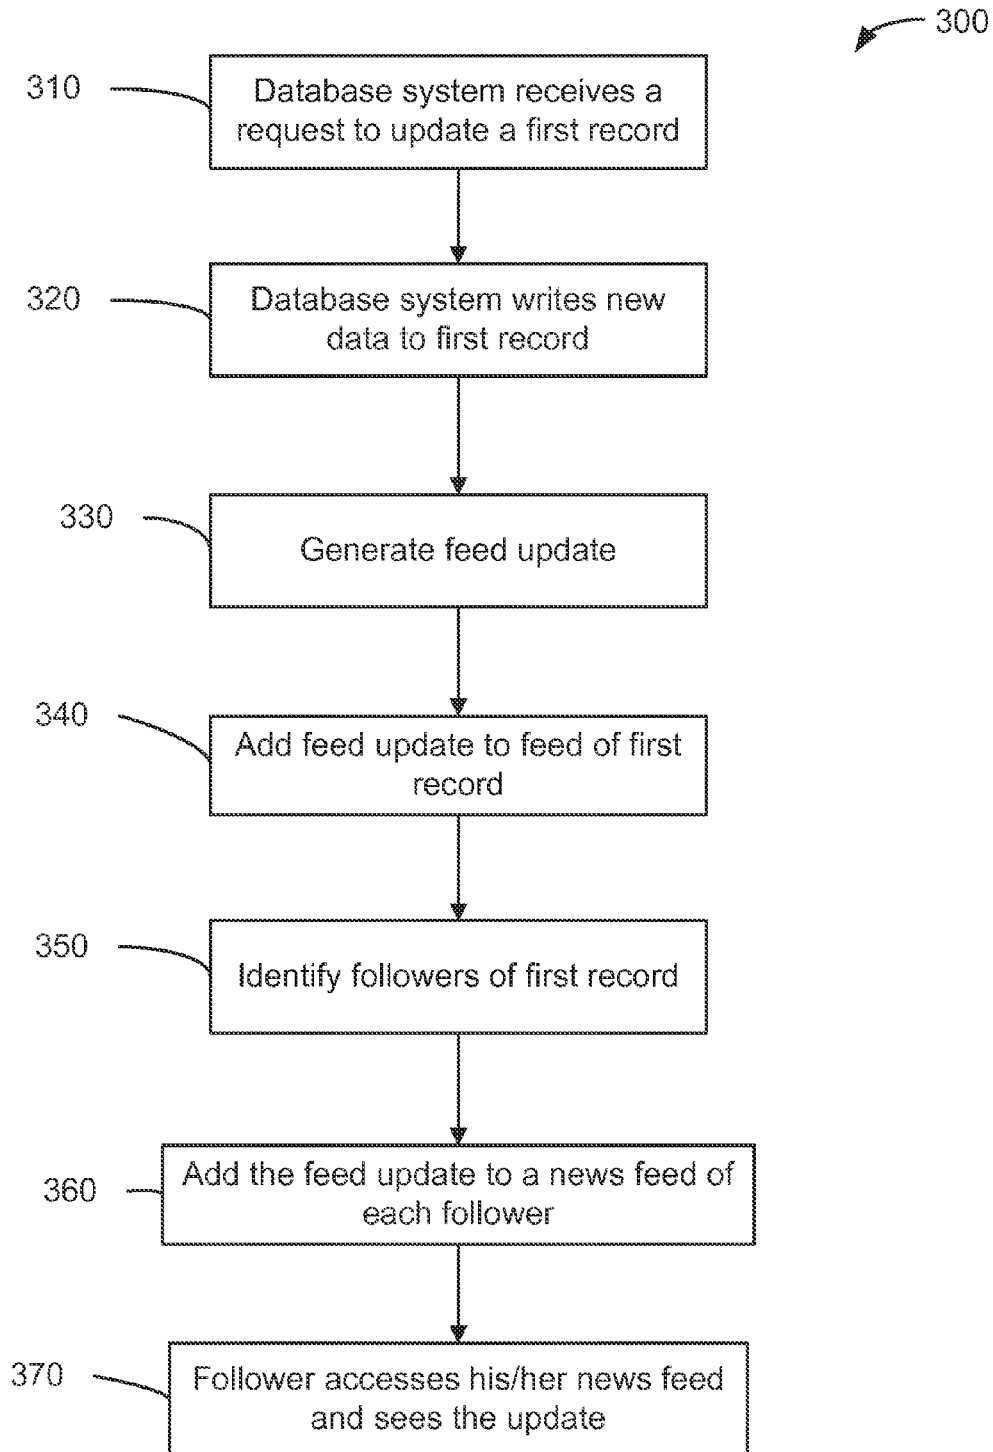 300
310
Database system receives a
request to update a first record
320
Database system writes new
data to first record
330
Generate feed update
340
Add feed update to feed of first
record
350
Identify followers of first record
360
Add the feed update to a news feed of
each follower
370
Follower accesses his/her news feed
and sees the update